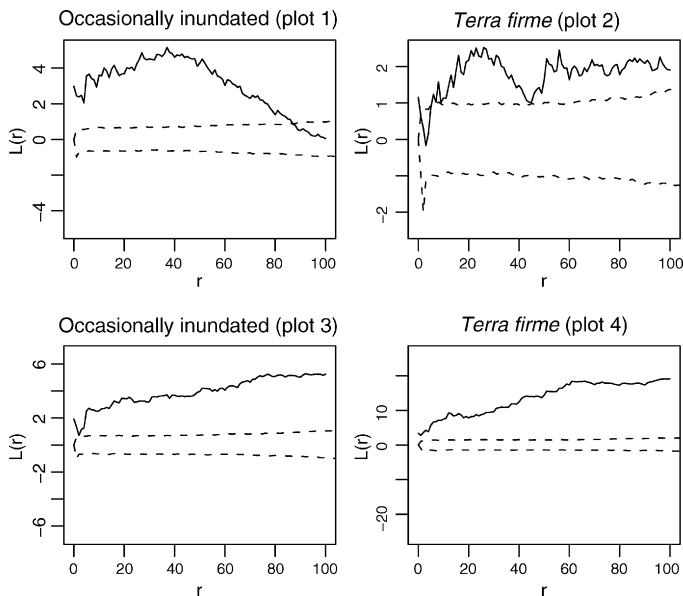 Occasionally inundated (plot 1)
4
2
0
-4
L(r)
0 20 40 60 80 100
r
Terra firme (plot 2)
2
1
0
-2
L(r)
0 20 40 60 80 100
r
Occasionally inundated (plot 3)
6
2
-2
-6
L(r)
0 20 40 60 80 100
r
Terra firme (plot 4)
10
0
-20
L(r)
0 20 40 60 80 100
r